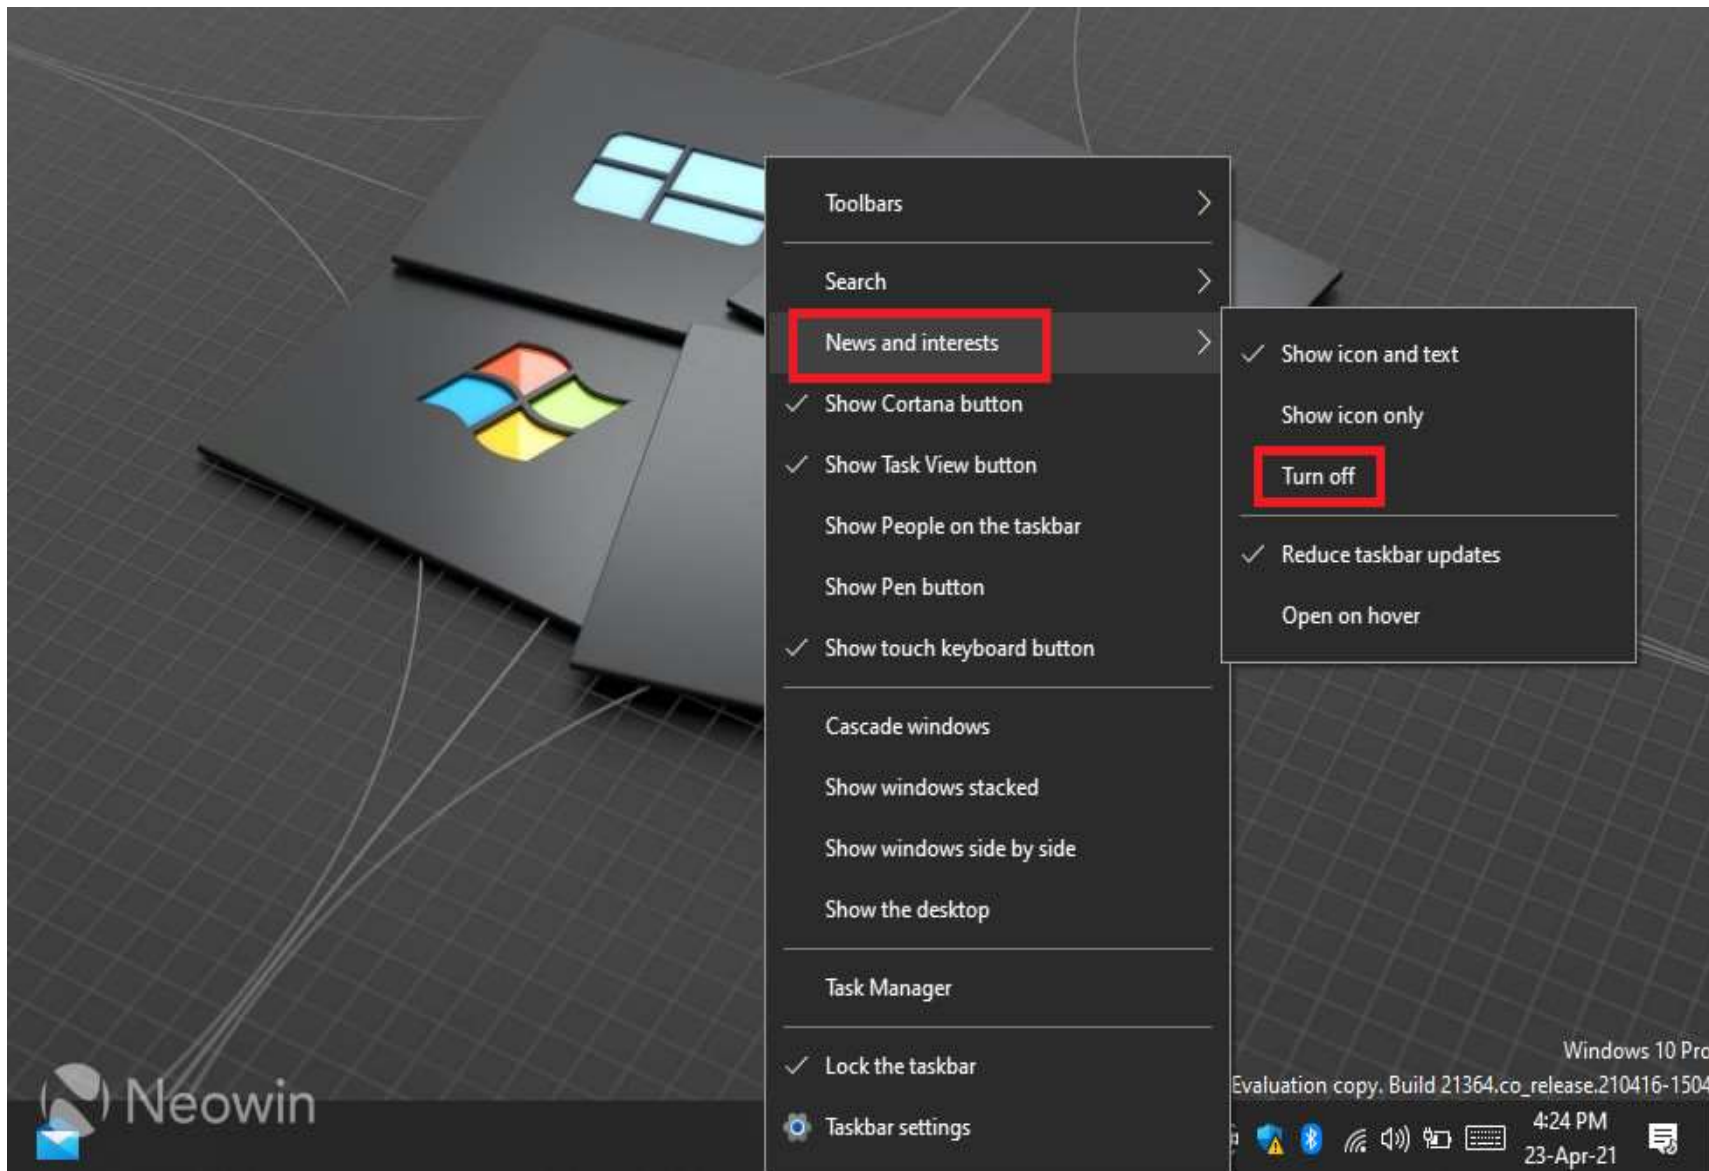 Toolbars
Search
News and interests
Show Cortana button
Show Task View button
Show People on the taskbar
Show Pen button
Show touch keyboard button
Cascade windows
Show windows stacked
Show windows side by side
Show the desktop
Task Manager
Lock the taskbar
Taskbar settings
Show icon and text
Show icon only
Turn off
Reduce taskbar updates
Open on hover
Neowin
Windows 10 Pro
Evaluation copy. Build 21364.co_release.210416-1504
4:24 PM
23-Apr-21